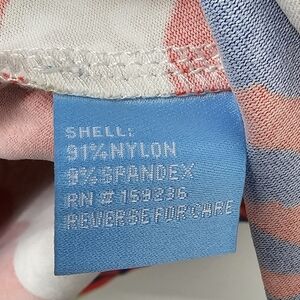 SHELL:
91%NYLON
9%SPANDEX
RN # 159236
REVERSE FOR CARE